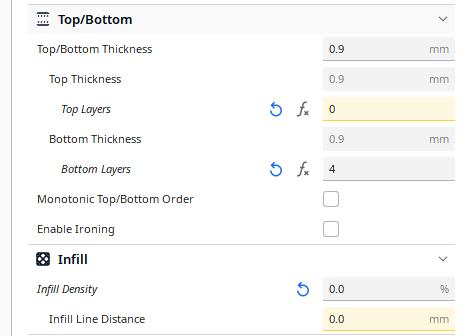 Top/Bottom
Top/Bottom Thickness 0.9 mm
Top Thickness 0.9 mm
Top Layers fx 0
Bottom Thickness 0.9 mm
Bottom Layers fx 4
Monotonic Top/Bottom Order
Enable Ironing
Infill
Infill Density 0.0 %
Infill Line Distance 0.0 mm